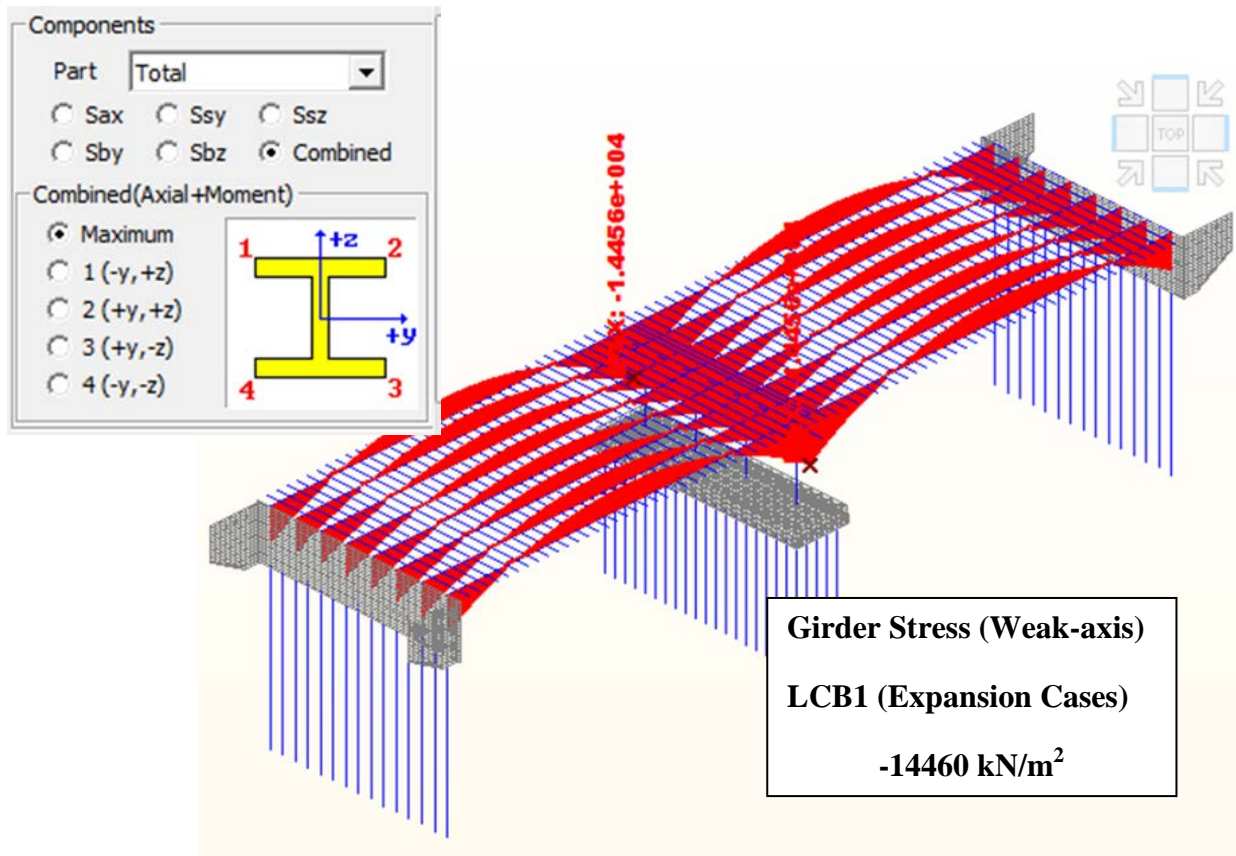 Components
Part Total
Sax Ssy Ssz
Sby Sbz Combined
Combined(Axial+Moment)
Maximum
1 (-y,+z)
2 (+y,+z)
3 (+y,-z)
4 (-y,-z)
1 +z 2
+y
4 3
: -1.4456e+004
TOP
Girder Stress (Weak-axis)
LCB1 (Expansion Cases)
-14460 kN/m²